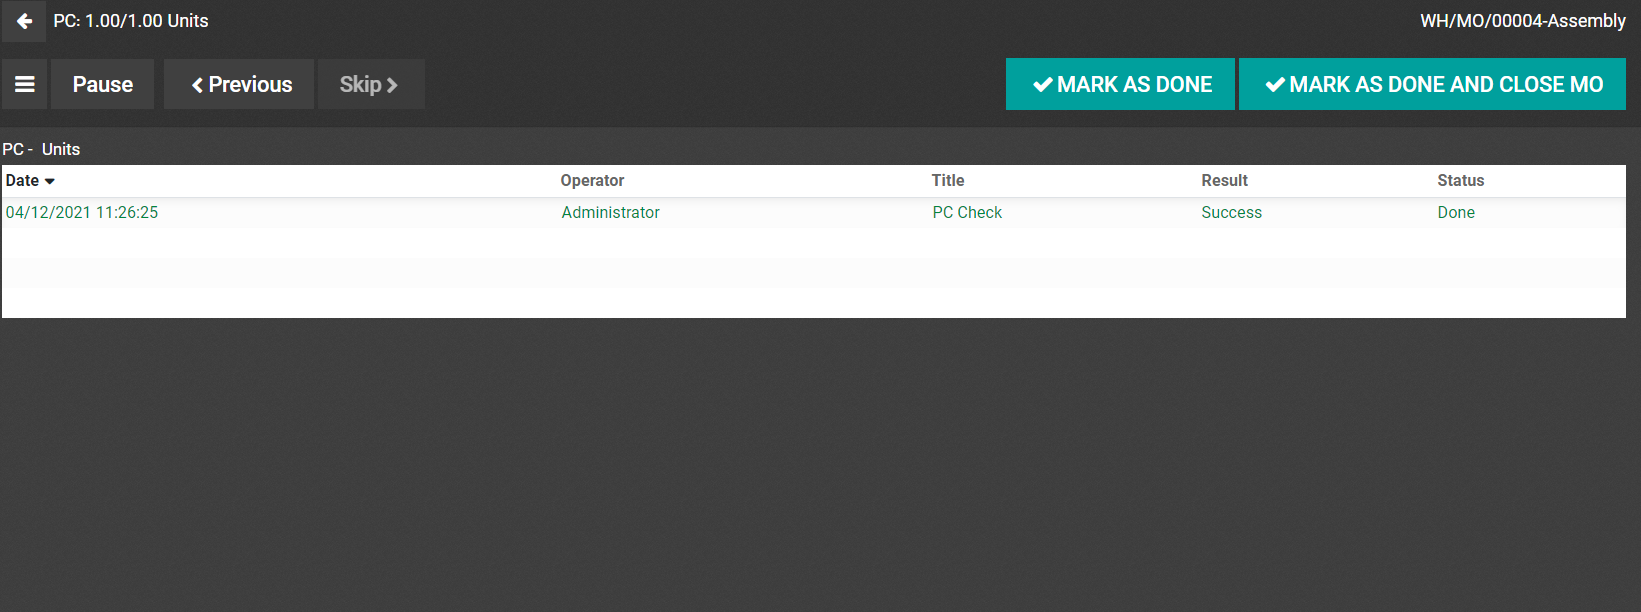 PC: 1.00/1.00 Units
WH/MO/00004-Assembly
Pause Previous Skip MARK AS DONE MARK AS DONE AND CLOSE MO
PC - Units
Date Operator Title Result Status
04/12/2021 11:26:25 Administrator PC Check Success Done